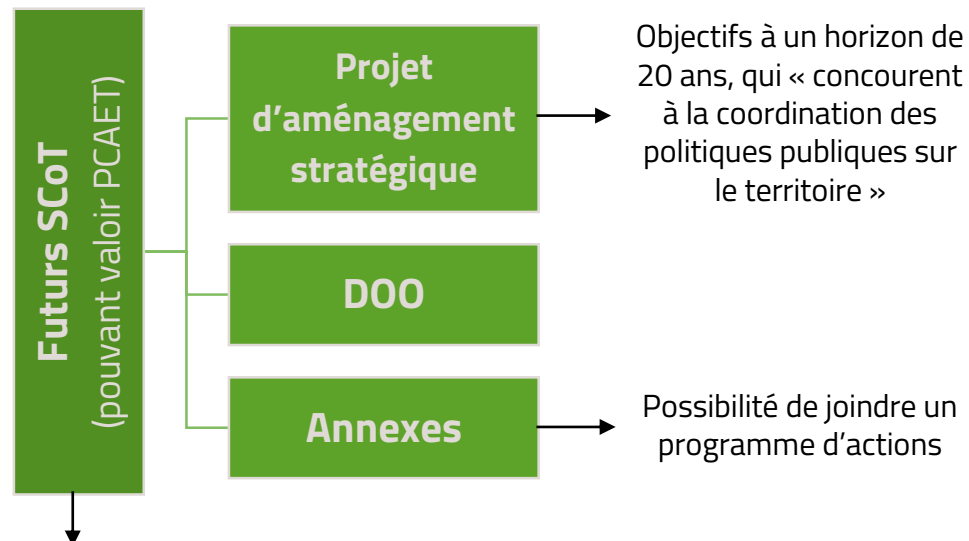 Futurs SCoT
(pouvant valoir PCAET)
Projet
d'aménagement
stratégique
Objectifs à un horizon de
20 ans, qui « concourent
à la coordination des
politiques publiques sur
le territoire »
DOO
Annexes
Possibilité de joindre un
programme d'actions